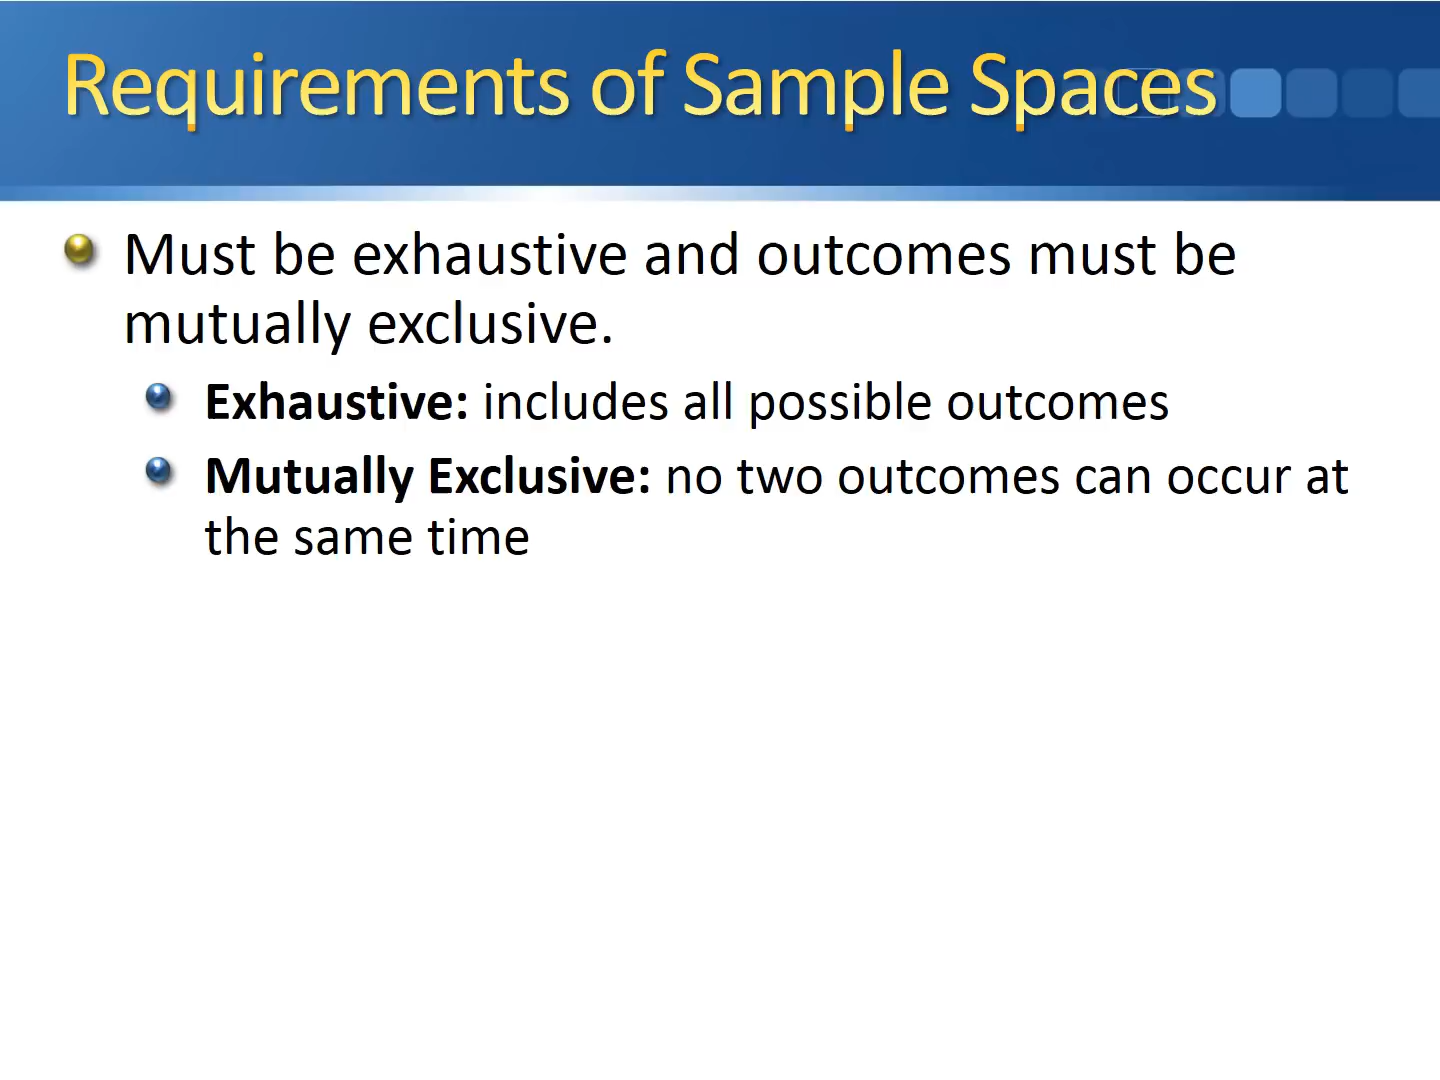 Requirements of Sample Spaces
Must be exhaustive and outcomes must be
mutually exclusive.
Exhaustive: includes all possible outcomes
Mutually Exclusive: no two outcomes can occur at
the same time